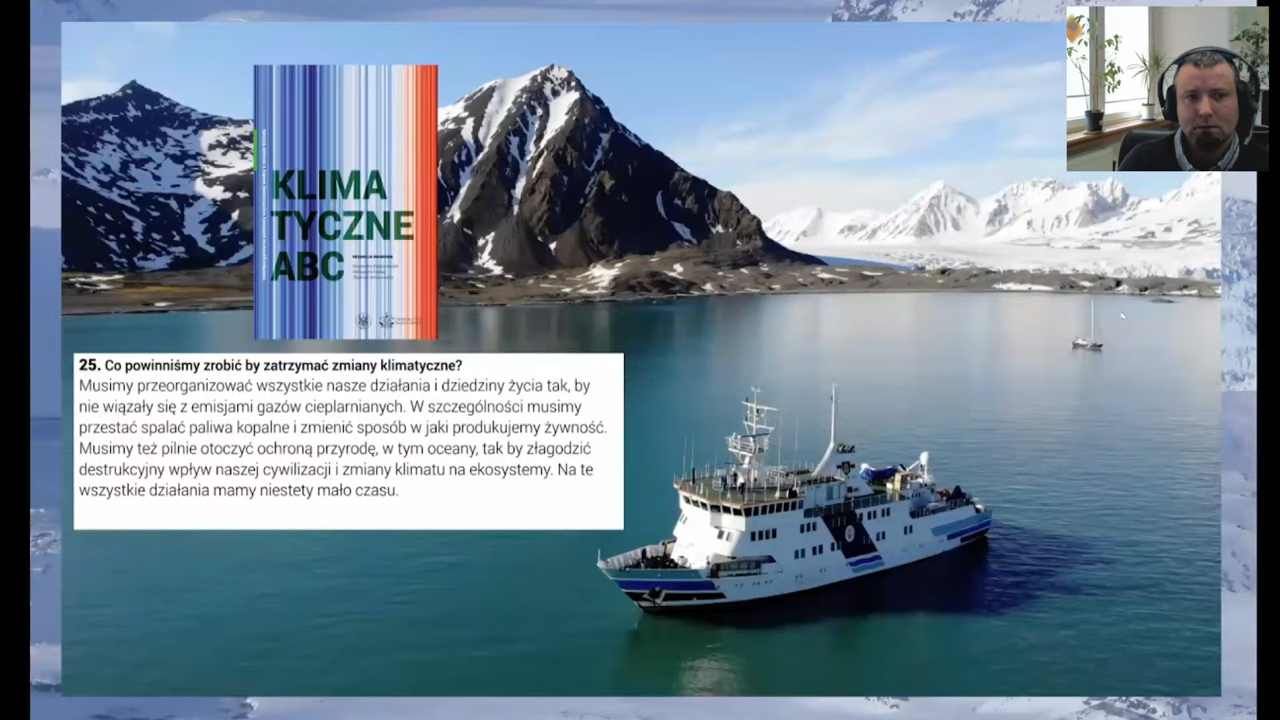 KLIMA
TYCZNE
ABC
REDAKCJA NAUKOWA
25. Co powinniśmy zrobić by zatrzymać zmiany klimatyczne?
Musimy przeorganizować wszystkie nasze działania i dziedziny życia tak, by
nie wiązały się z emisjami gazów cieplarnianych. W szczególności musimy
przestać spalać paliwa kopalne i zmienić sposób w jaki produkujemy żywność.
Musimy też pilnie otoczyć ochroną przyrodę, w tym oceany, tak by złagodzić
destrukcyjny wpływ naszej cywilizacji i zmiany klimatu na ekosystemy. Na te
wszystkie działania mamy niestety mało czasu.